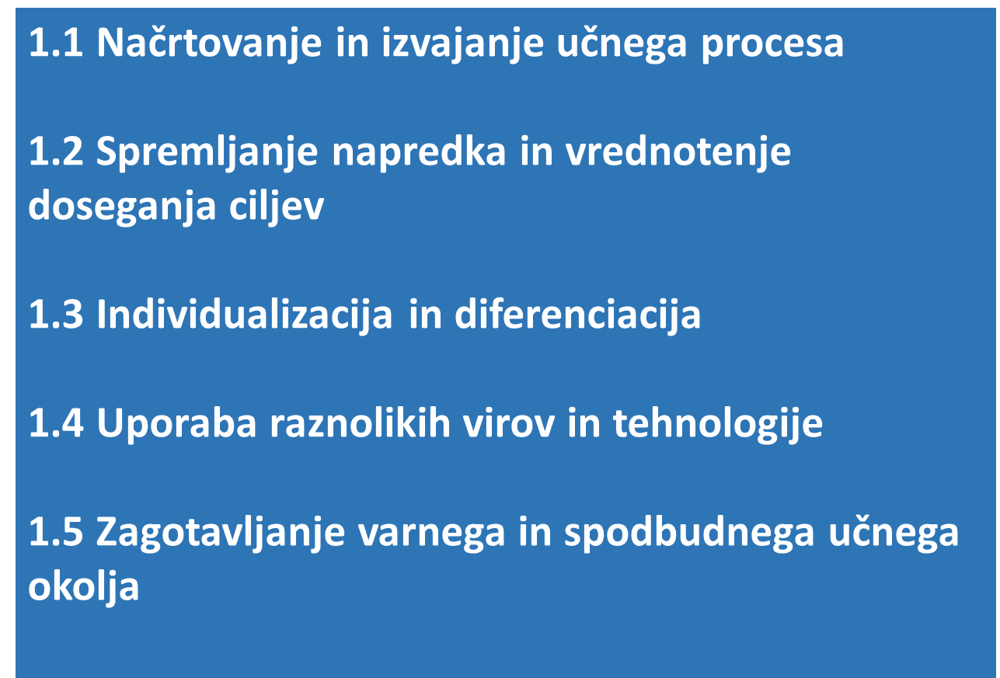 1.1 Načrtovanje in izvajanje učnega procesa
1.2 Spremljanje napredka in vrednotenje
doseganja ciljev
1.3 Individualizacija in diferenciacija
1.4 Uporaba raznolikih virov in tehnologije
1.5 Zagotavljanje varnega in spodbudnega učnega
okolja